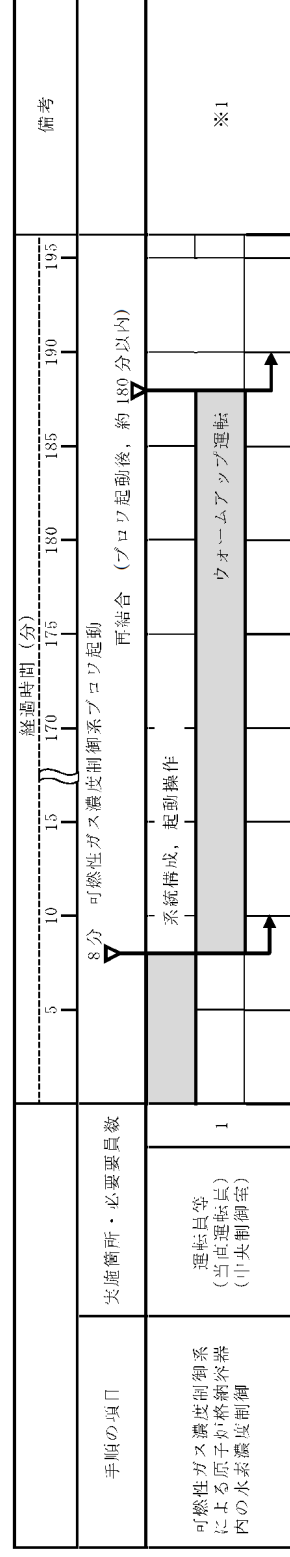 経過時間（分）
備考
5 10 15 170 175 180 185 190 195
手順の項目
実施箇所・必要要員数
8分 可燃性ガス濃度制御系ブロワ起動
再結合（ブロワ起動後，約180分以内）
可燃性ガス濃度制御系
による原子炉格納容器
内の水素濃度制御
運転員等
（当直運転員）
（中央制御室）
1
系統構成，起動操作
ウォームアップ運転
※1